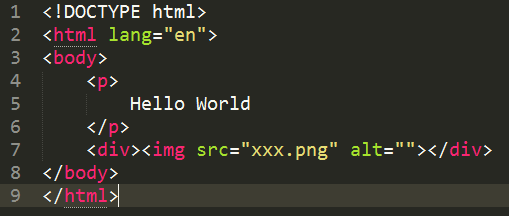 1 <!DOCTYPE html>
2 <html lang="en">
3 <body>
4     <p>
5         Hello World
6     </p>
7     <div><img src="xxx.png" alt=""></div>
8 </body>
9 </html>